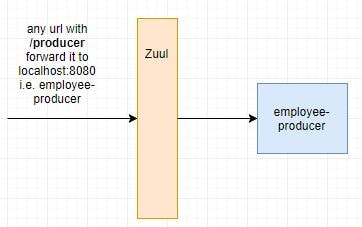 any url with
/producer
forward it to
localhost:8080
i.e. employee-
producer
Zuul
employee-
producer